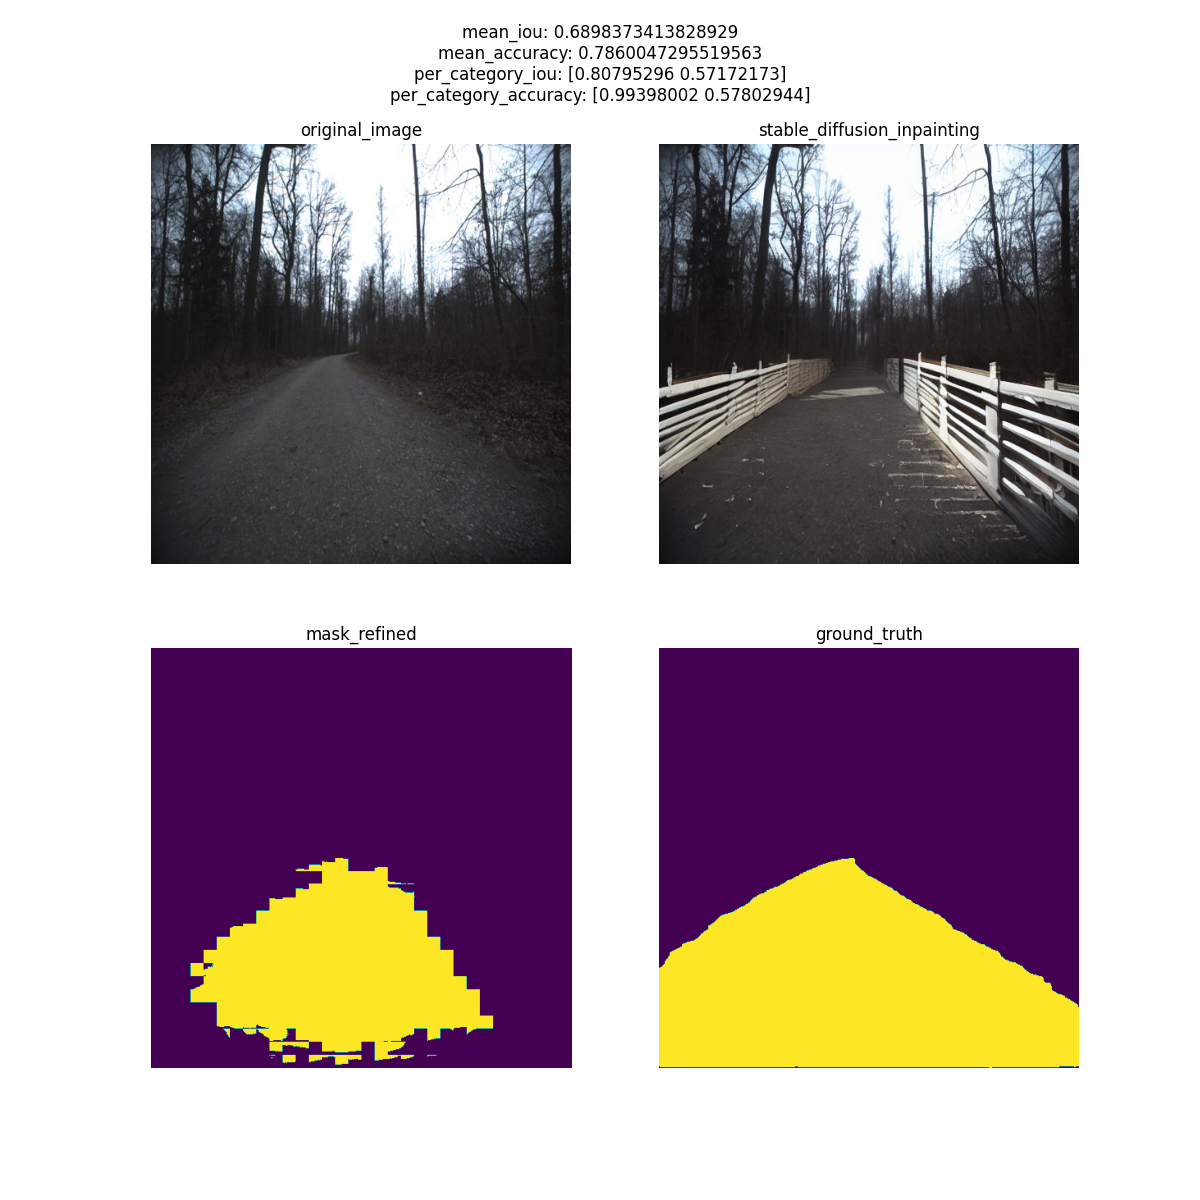 mean_iou: 0.6898373413828929
mean_accuracy: 0.7860047295519563
per_category_iou: [0.80795296 0.57172173]
per_category_accuracy: [0.99398002 0.57802944]
original_image
stable_diffusion_inpainting
mask_refined
ground_truth